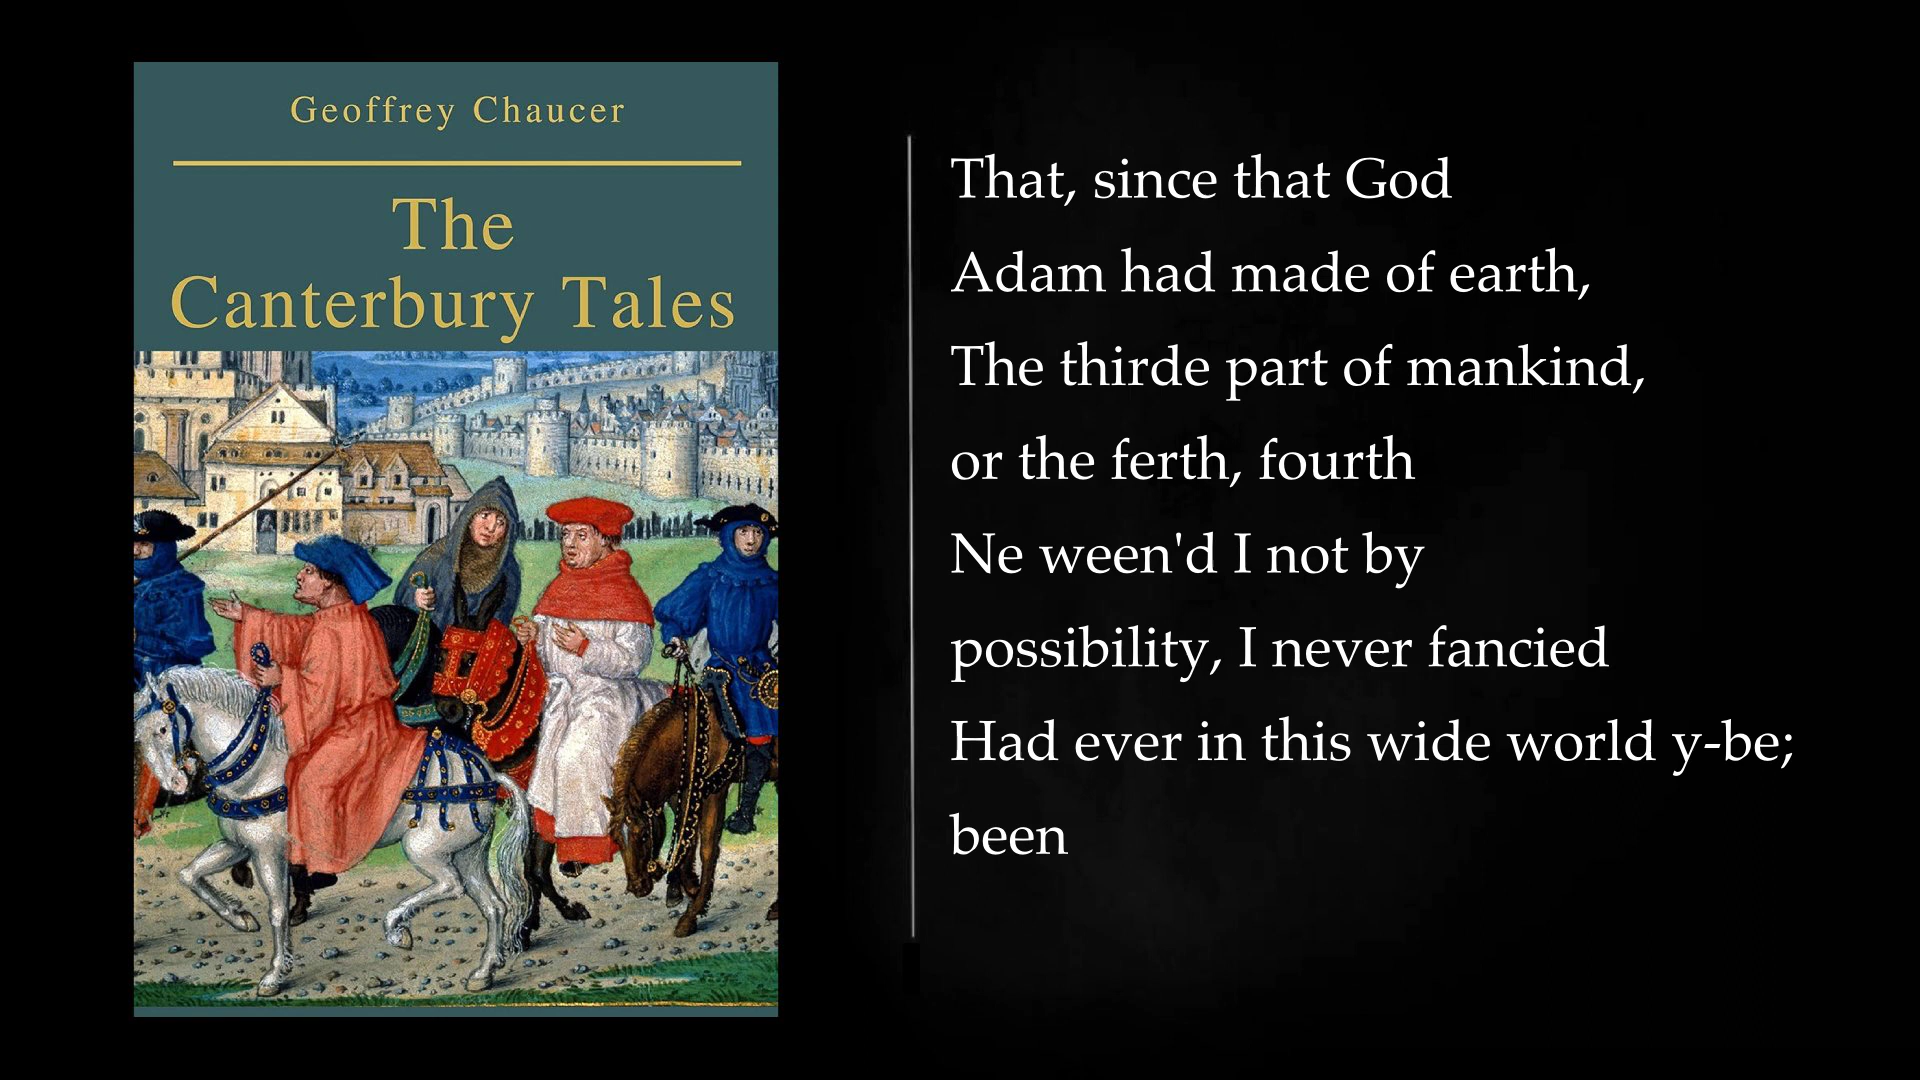 Geoffrey Chaucer
The
Canterbury Tales
That, since that God
Adam had made of earth,
The thirde part of mankind,
or the ferth, fourth
Ne ween'd I not by
possibility, I never fancied
Had ever in this wide world y-be;
been